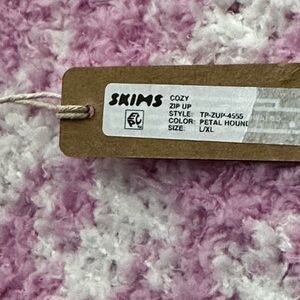 SKIMS
COZY
ZIP UP
STYLE: TP-ZUP-4555
COLOR: PETAL HOUND
SIZE: L/XL